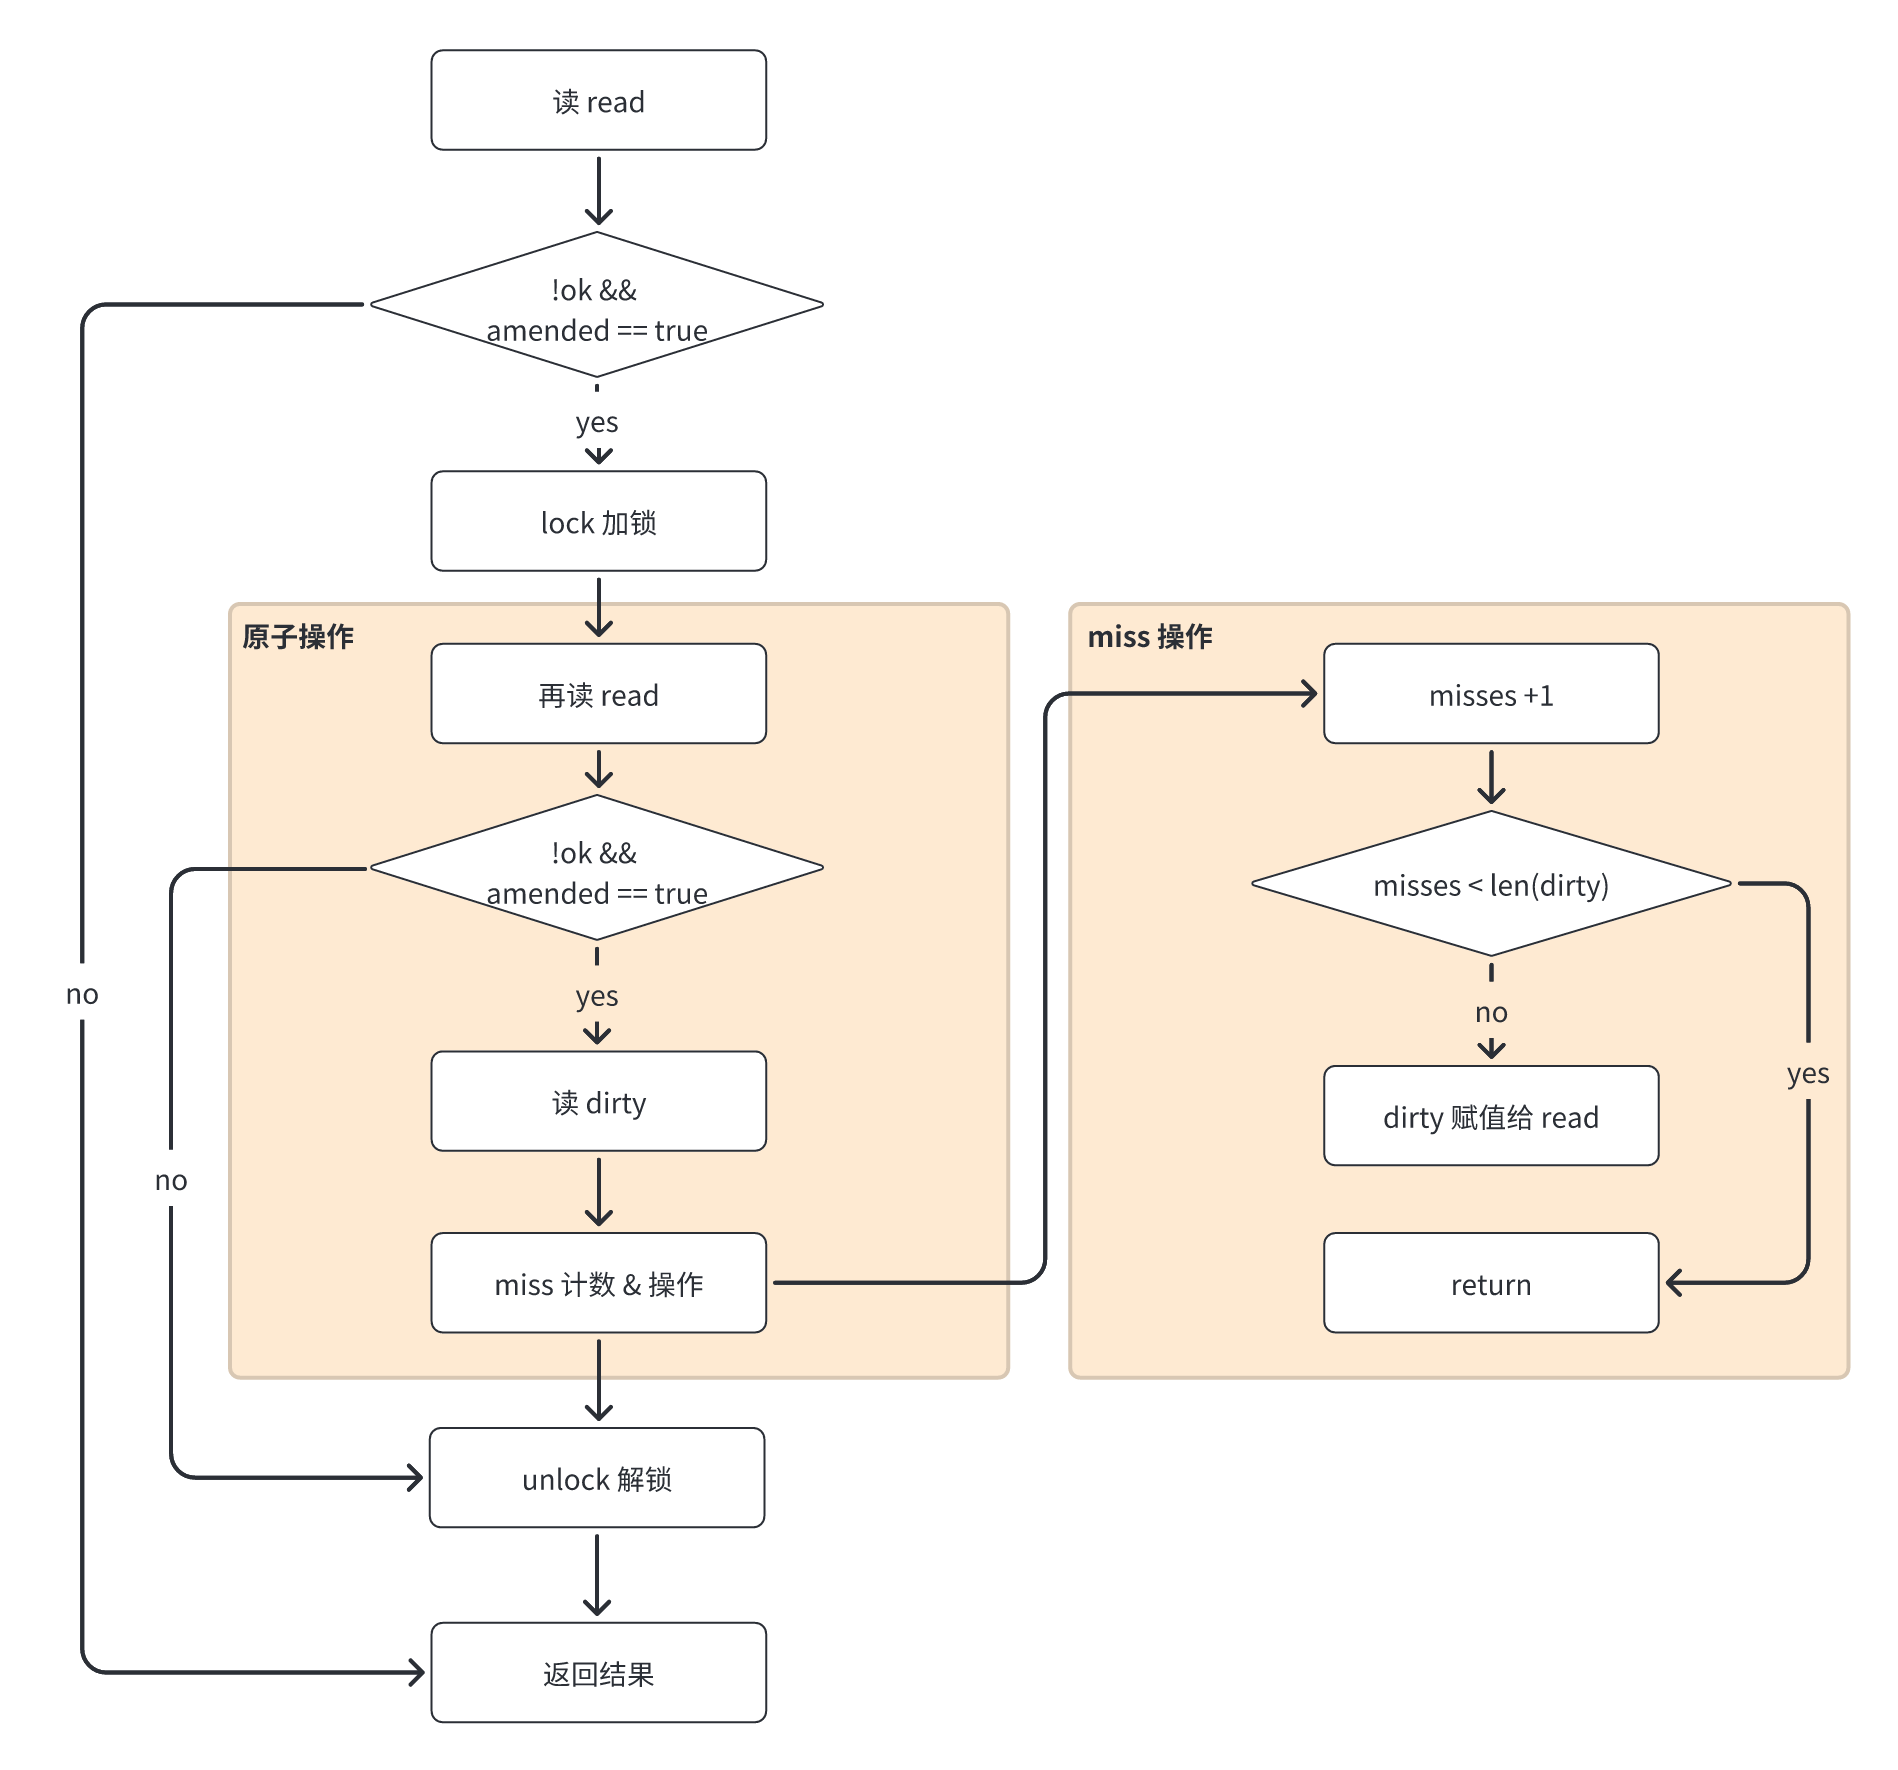 读 read
!ok &&
amended == true
yes
lock 加锁
原子操作
再读 read
!ok &&
amended == true
no
yes
读 dirty
no
miss 计数 & 操作
unlock 解锁
返回结果
miss 操作
misses +1
misses < len(dirty)
no
yes
dirty 赋值给 read
return